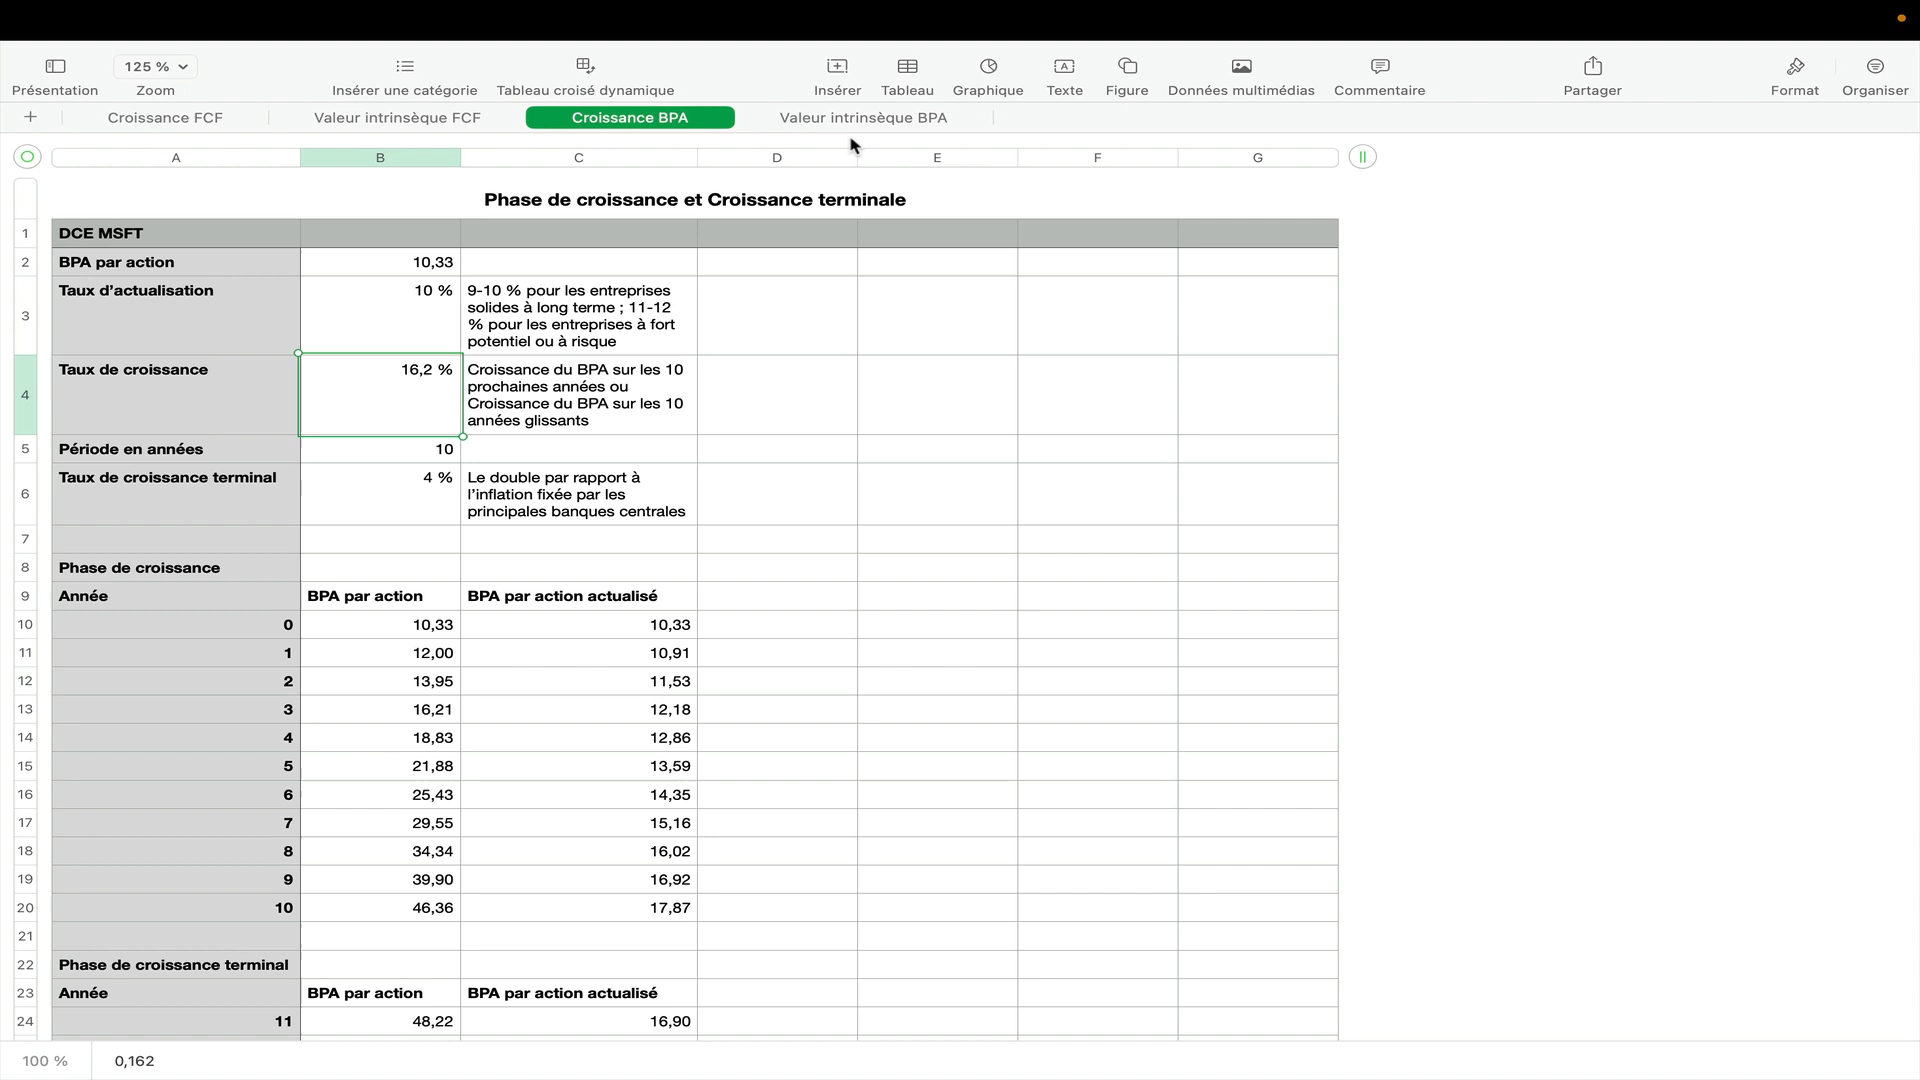 125 %
Présentation Zoom Insérer une catégorie Tableau croisé dynamique Insérer Tableau Graphique Texte Figure Données multimédias Commentaire Partager Format Organiser
Croissance FCF Valeur intrinsèque FCF Croissance BPA Valeur intrinsèque BPA
A B C D E F G
Phase de croissance et Croissance terminale
1 DCE MSFT
2 BPA par action 10,33
3 Taux d’actualisation 10 % 9-10 % pour les entreprises
solides à long terme ; 11-12
% pour les entreprises à fort
potentiel ou à risque
4 Taux de croissance 16,2 % Croissance du BPA sur les 10
prochaines années ou
Croissance du BPA sur les 10
années glissants
5 Période en années 10
6 Taux de croissance terminal 4 % Le double par rapport à
l’inflation fixée par les
principales banques centrales
7
8 Phase de croissance
9 Année BPA par action BPA par action actualisé
10 0 10,33 10,33
11 1 12,00 10,91
12 2 13,95 11,53
13 3 16,21 12,18
14 4 18,83 12,86
15 5 21,88 13,59
16 6 25,43 14,35
17 7 29,55 15,16
18 8 34,34 16,02
19 9 39,90 16,92
20 10 46,36 17,87
21
22 Phase de croissance terminal
23 Année BPA par action BPA par action actualisé
24 11 48,22 16,90
100 % 0,162